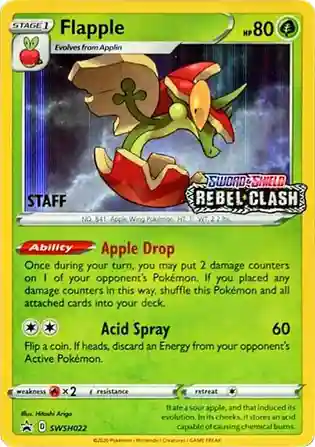 STAGE 1
Flapple
HP 80
Evolves from Applin
STAFF
SWORD & SHIELD
REBEL CLASH
NO. 841 Apple Wing Pokémon HT: 1' WT: 2.2 lbs.
Ability Apple Drop
Once during your turn, you may put 2 damage counters
on 1 of your opponent's Pokémon. If you placed any
damage counters in this way, shuffle this Pokémon and all
attached cards into your deck.
Acid Spray 60
Flip a coin. If heads, discard an Energy from your opponent's
Active Pokémon.
weakness ×2 resistance retreat
Illus. Hitoshi Ariga
D SWSH022
It ate a sour apple, and that induced its
evolution. In its cheeks, it stores an acid
capable of causing chemical burns.
©2020 Pokémon / Nintendo / Creatures / GAME FREAK